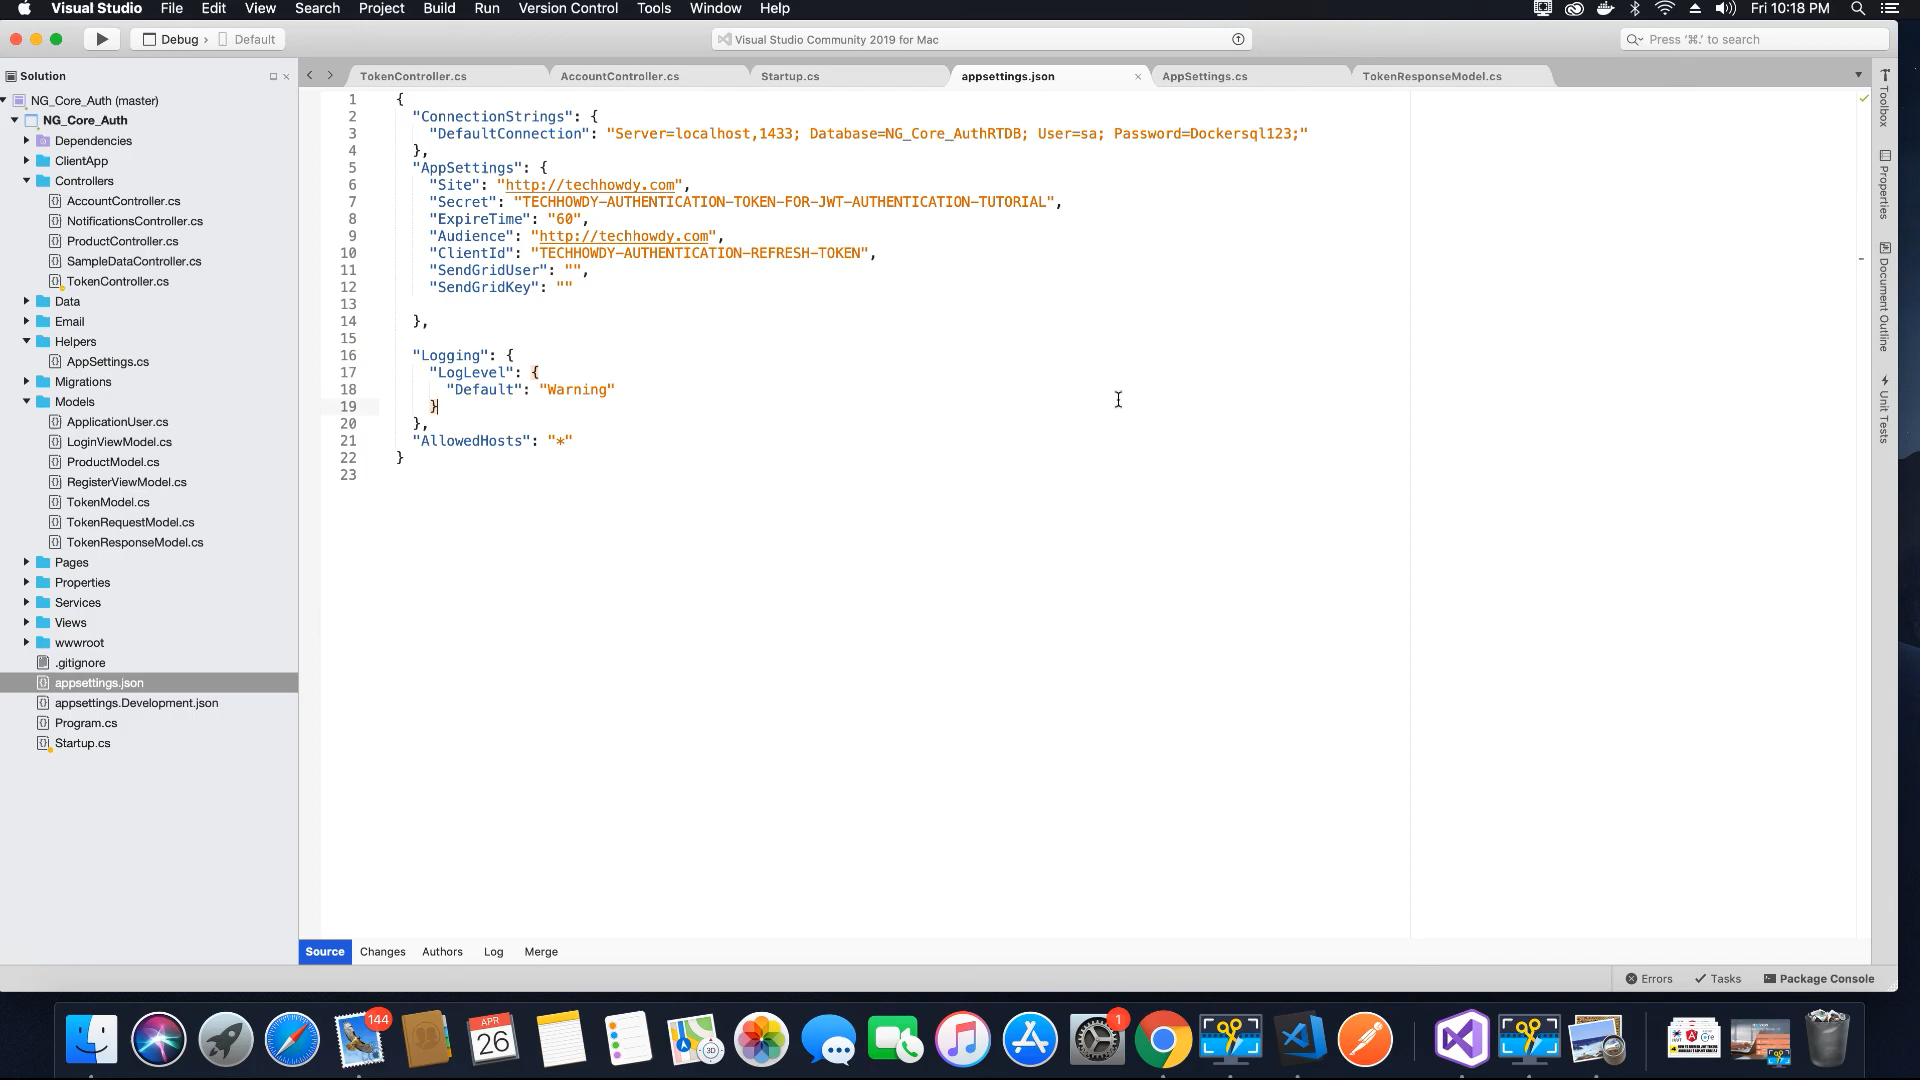 Visual Studio File Edit View Search Project Build Run Version Control Tools Window Help Fri 10:18 PM
Debug › Default Visual Studio Community 2019 for Mac Press '⌘.' to search
Solution
TokenController.cs AccountController.cs Startup.cs appsettings.json × AppSettings.cs TokenResponseModel.cs
NG_Core_Auth (master)
NG_Core_Auth
Dependencies
ClientApp
Controllers
AccountController.cs
NotificationsController.cs
ProductController.cs
SampleDataController.cs
TokenController.cs
Data
Email
Helpers
AppSettings.cs
Migrations
Models
ApplicationUser.cs
LoginViewModel.cs
ProductModel.cs
RegisterViewModel.cs
TokenModel.cs
TokenRequestModel.cs
TokenResponseModel.cs
Pages
Properties
Services
Views
wwwroot
.gitignore
appsettings.json
appsettings.Development.json
Program.cs
Startup.cs
1 {
2 "ConnectionStrings": {
3 "DefaultConnection": "Server=localhost,1433; Database=NG_Core_AuthRTDB; User=sa; Password=Dockersql123;"
4 },
5 "AppSettings": {
6 "Site": "http://techhowdy.com",
7 "Secret": "TECHHOWDY-AUTHENTICATION-TOKEN-FOR-JWT-AUTHENTICATION-TUTORIAL",
8 "ExpireTime": "60",
9 "Audience": "http://techhowdy.com",
10 "ClientId": "TECHHOWDY-AUTHENTICATION-REFRESH-TOKEN",
11 "SendGridUser": "",
12 "SendGridKey": ""
13
14 },
15
16 "Logging": {
17 "LogLevel": {
18 "Default": "Warning"
19 }
20 },
21 "AllowedHosts": "*"
22 }
23
Toolbox
Properties
Document Outline
Unit Tests
Source Changes Authors Log Merge
Errors Tasks Package Console
144
APR
26
3D
1